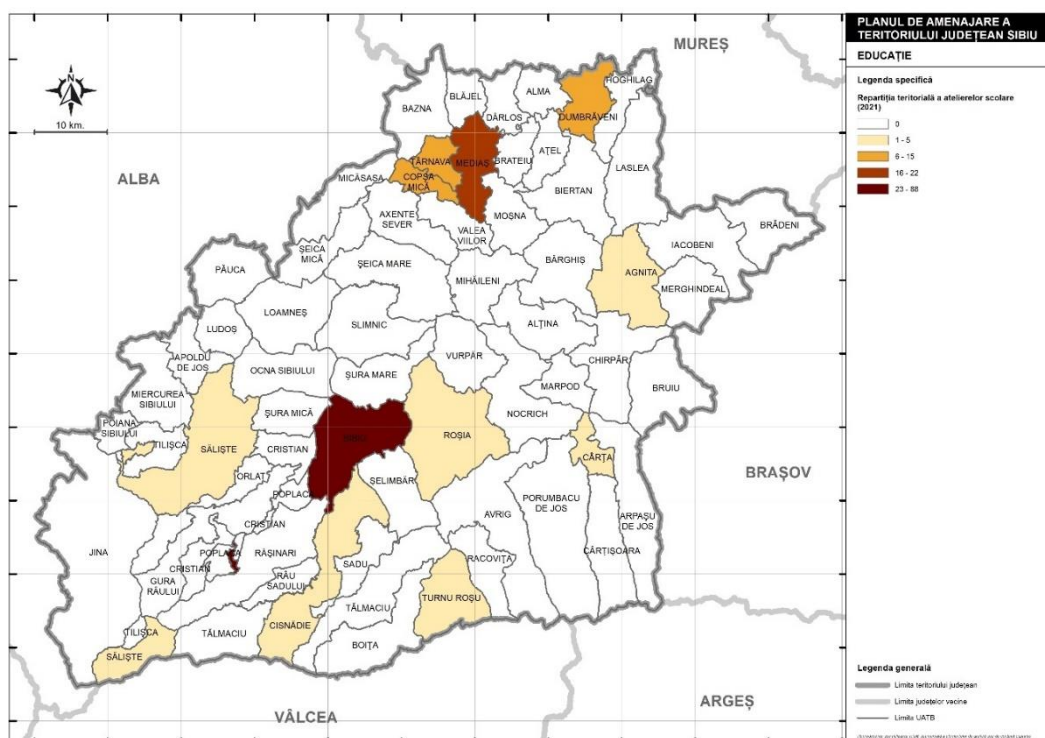 PLANUL DE AMENAJARE A
TERITORIULUI JUDEȚEAN SIBIU
EDUCAȚIE
Legenda specifică
Repartiția teritorială a atelierelor scolare
(2021)
0
1 - 5
6 - 15
16 - 22
23 - 88
N
10 km.
MUREȘ
ALBA
BRAȘOV
ARGEȘ
VÂLCEA
HOGHILAG
ALMA
BLĂJEL
BAZNA
DÂRLOS
DUMBRĂVENI
TÂRNAVA
MEDIAȘ
BRATEIU
AȚEL
LASLEA
MICĂSASA
COPȘA
MICĂ
BIERTAN
AXENTE
SEVER
VALEA
VIILOR
MOȘNA
BRĂDENI
IACOBENI
ȘEICA
MICĂ
ȘEICA MARE
BÂRGHIȘ
PĂUCA
MIHĂILENI
AGNITA
MERGHINDEAL
LOAMNEȘ
SLIMNIC
ALȚINA
LUDOȘ
APOLDU
DE JOS
OCNA SIBIULUI
ȘURA MARE
VURPĂR
CHIRPĂR
MARPOD
BRUIU
MIERCUREA
SIBIULUI
ȘURA MICĂ
NOCRICH
POIANA
SIBIULUI
TILIȘCA
SĂLIȘTE
CRISTIAN
SIBIU
ROȘIA
CÂRȚA
ORLAT
POPLACA
ȘELIMBĂR
PORUMBACU
DE JOS
AVRIG
ARPAȘU
DE JOS
CRISTIAN
JINA
POPLACA
RĂȘINARI
CRISTIAN
SADU
RACOVIȚA
CÂRȚIȘOARA
GURA
RÂULUI
RÂU
SADULUI
TURNU ROȘU
TĂLMACIU
CISNĂDIE
TILIȘCA
TĂLMACIU
BOIȚA
SĂLIȘTE
Legenda generală
Limita teritoriului județean
Limita județelor vecine
Limita UATB